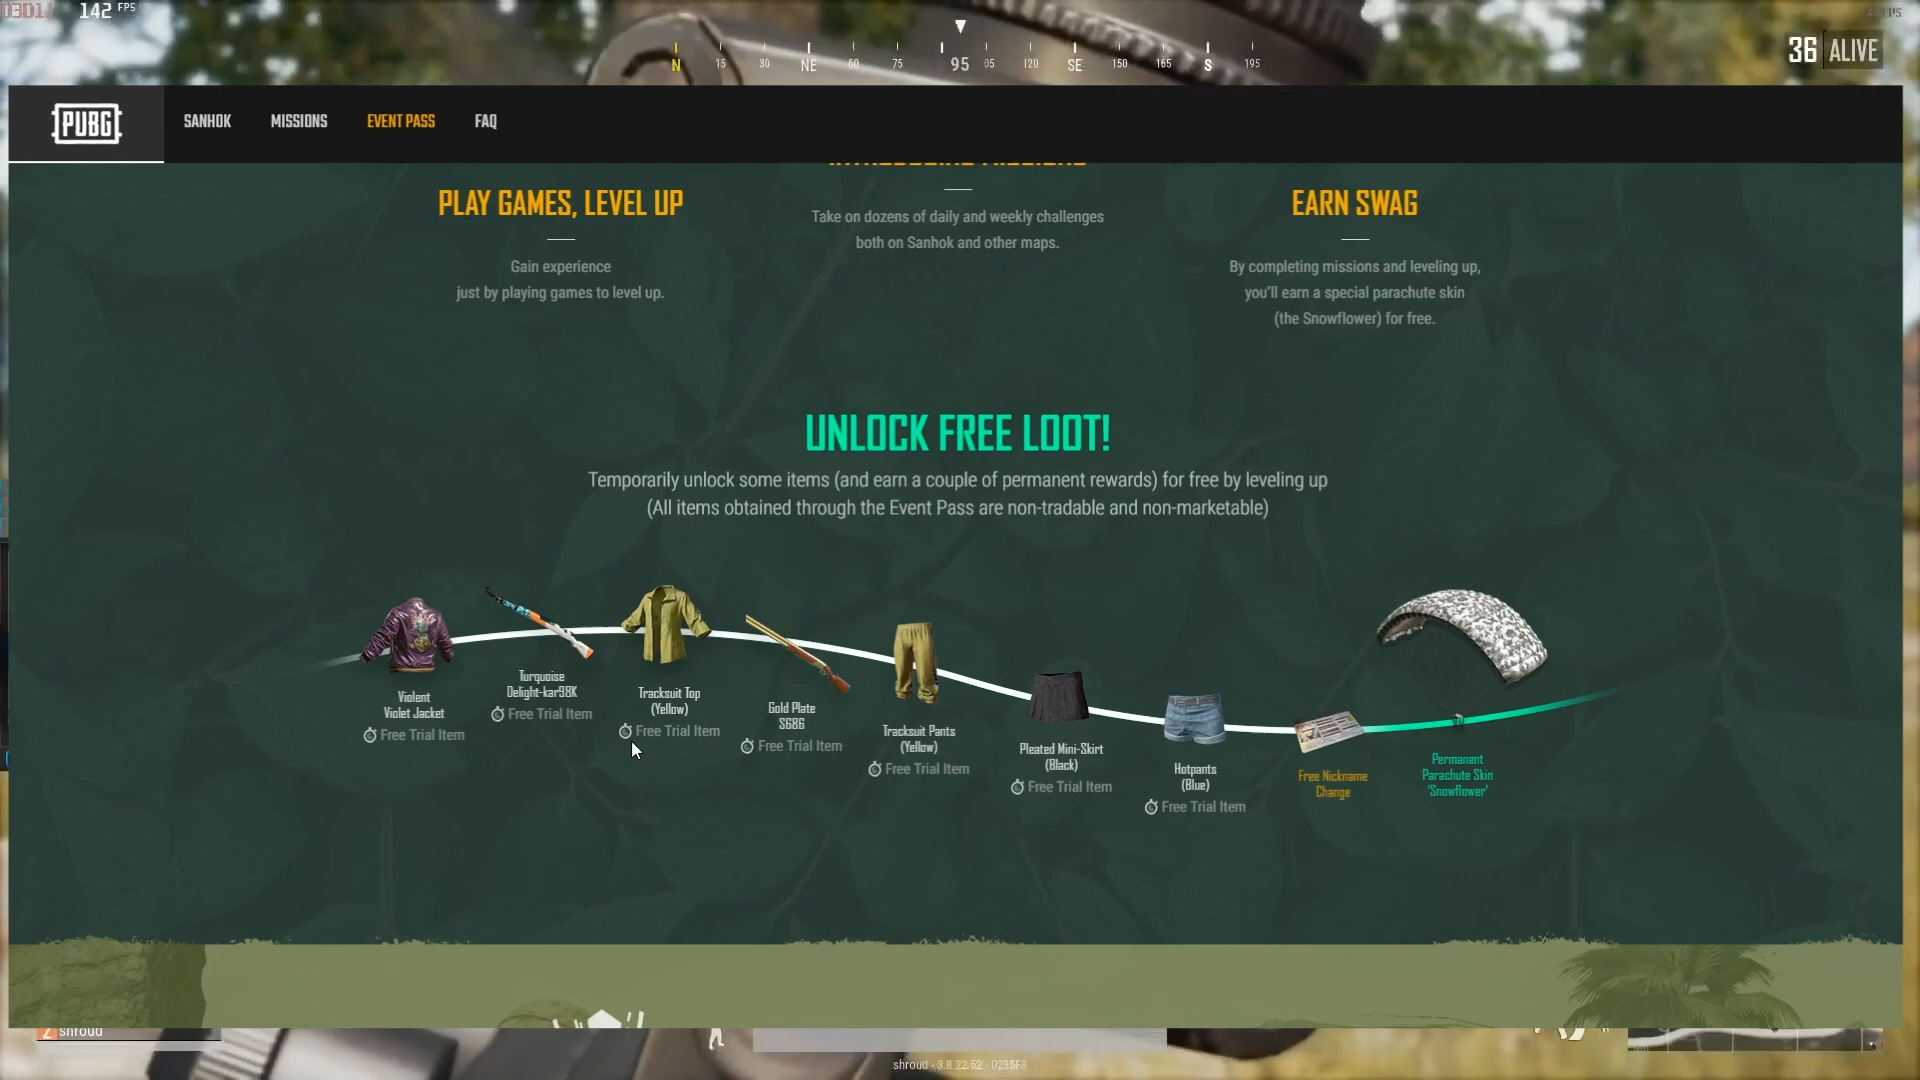 142 FPS
N 15 30 NE 60 75 95 105 120 SE 150 165 S 195
36 ALIVE
PUBG
SANHOK
MISSIONS
EVENT PASS
FAQ
PLAY GAMES, LEVEL UP
Gain experience
just by playing games to level up.
Take on dozens of daily and weekly challenges
both on Sanhok and other maps.
EARN SWAG
By completing missions and leveling up,
you'll earn a special parachute skin
(the Snowflower) for free.
UNLOCK FREE LOOT!
Temporarily unlock some items (and earn a couple of permanent rewards) for free by leveling up
(All items obtained through the Event Pass are non-tradable and non-marketable)
Violent
Violet Jacket
Free Trial Item
Turquoise
Delight-kar98K
Free Trial Item
Tracksuit Top
(Yellow)
Free Trial Item
Gold Plate
S686
Free Trial Item
Tracksuit Pants
(Yellow)
Free Trial Item
Pleated Mini-Skirt
(Black)
Free Trial Item
Hotpants
(Blue)
Free Trial Item
Free Nickname
Change
Permanent
Parachute Skin
'Snowflower'
2 shroud